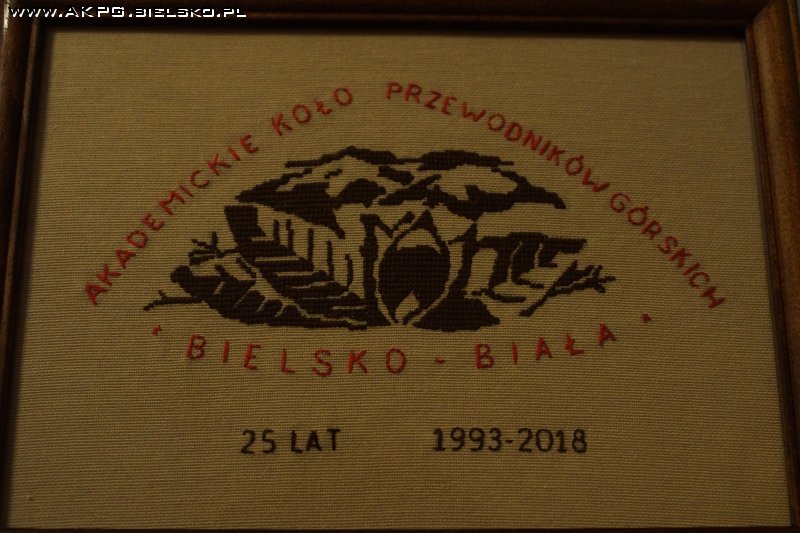 www.AKPG.BIELSKO.PL
AKADEMICKIE KOŁO PRZEWODNIKÓW GÓRSKICH
* BIELSKO - BIAŁA *
25 LAT 1993-2018